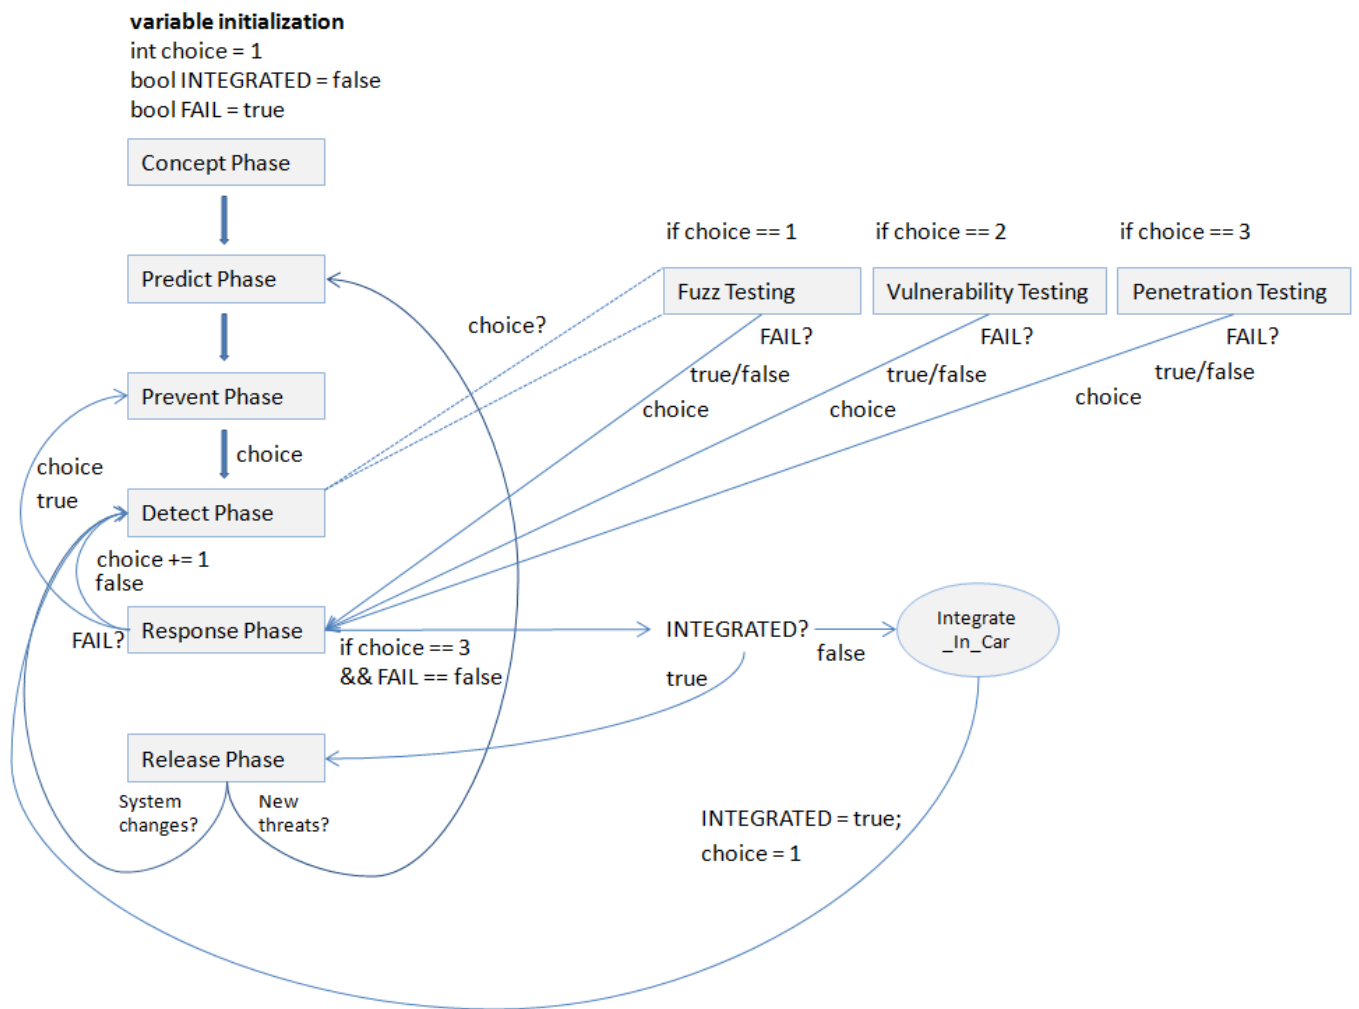 variable initialization
int choice = 1
bool INTEGRATED = false
bool FAIL = true
Concept Phase
Predict Phase
Prevent Phase
choice
Detect Phase
choice
true
choice += 1
false
FAIL?
Response Phase
if choice == 3
&& FAIL == false
Release Phase
System
changes?
New
threats?
choice?
if choice == 1
Fuzz Testing
FAIL?
true/false
choice
if choice == 2
Vulnerability Testing
FAIL?
true/false
choice
if choice == 3
Penetration Testing
FAIL?
true/false
choice
INTEGRATED?
false
true
Integrate
_In_Car
INTEGRATED = true;
choice = 1